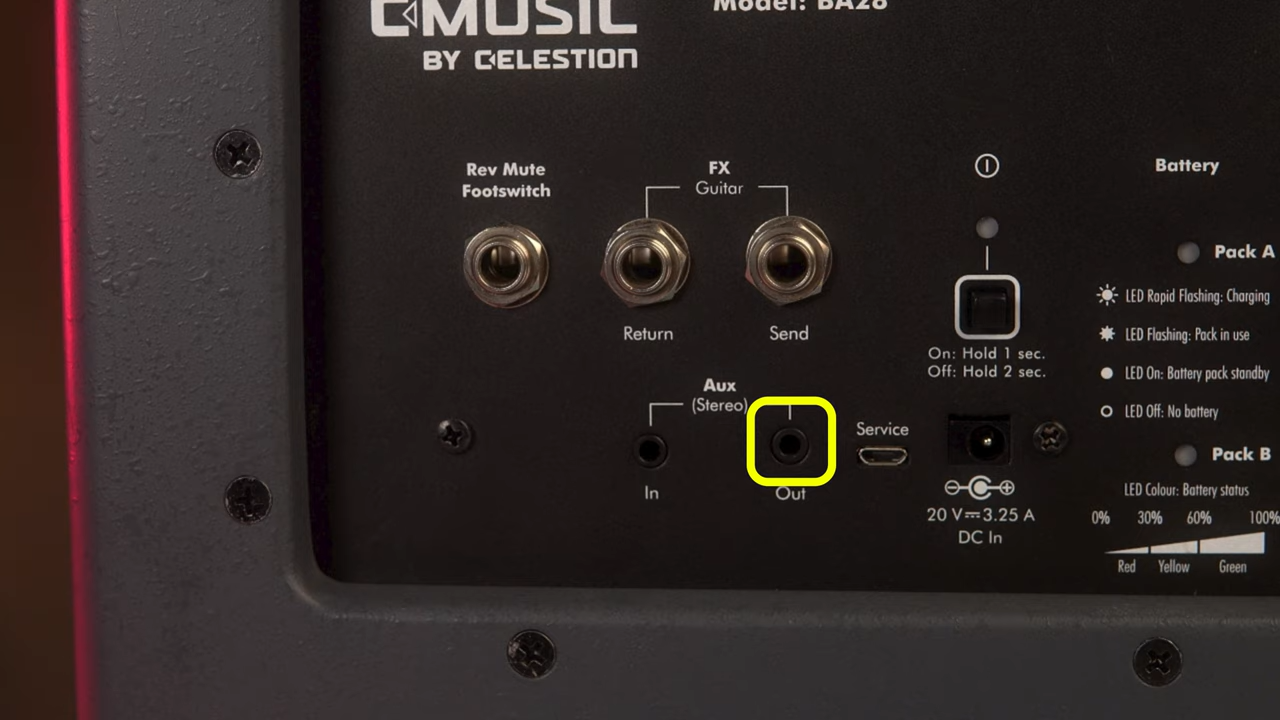 C MUSIC
BY CELESTION
Model: BA28
Rev Mute
Footswitch
FX
Guitar
Return
Send
Aux
(Stereo)
In
Out
Service
On: Hold 1 sec.
Off: Hold 2 sec.
20 V⎓3.25 A
DC In
Battery
Pack A
LED Rapid Flashing: Charging
LED Flashing: Pack in use
LED On: Battery pack standby
LED Off: No battery
Pack B
LED Colour: Battery status
0% 30% 60% 100%
Red Yellow Green